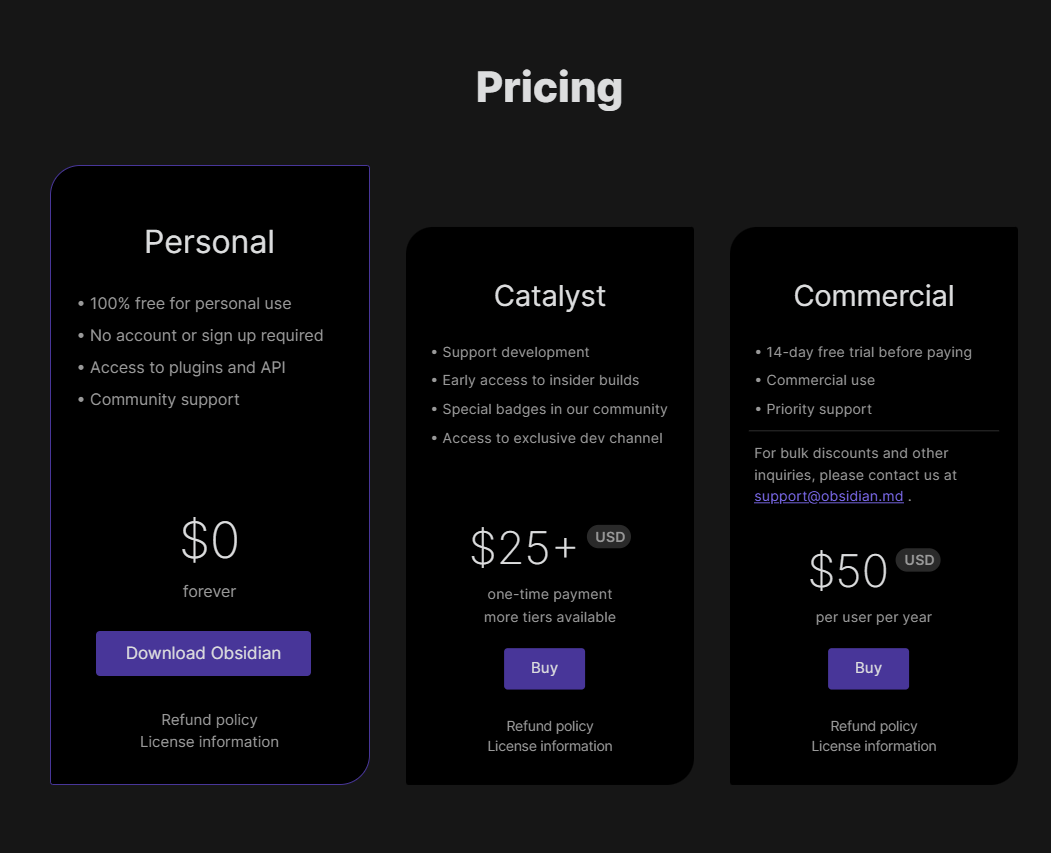 Pricing
Personal
• 100% free for personal use
• No account or sign up required
• Access to plugins and API
• Community support
$0
forever
Download Obsidian
Refund policy
License information
Catalyst
• Support development
• Early access to insider builds
• Special badges in our community
• Access to exclusive dev channel
$25+ USD
one-time payment
more tiers available
Buy
Refund policy
License information
Commercial
• 14-day free trial before paying
• Commercial use
• Priority support
For bulk discounts and other
inquiries, please contact us at
support@obsidian.md .
$50 USD
per user per year
Buy
Refund policy
License information